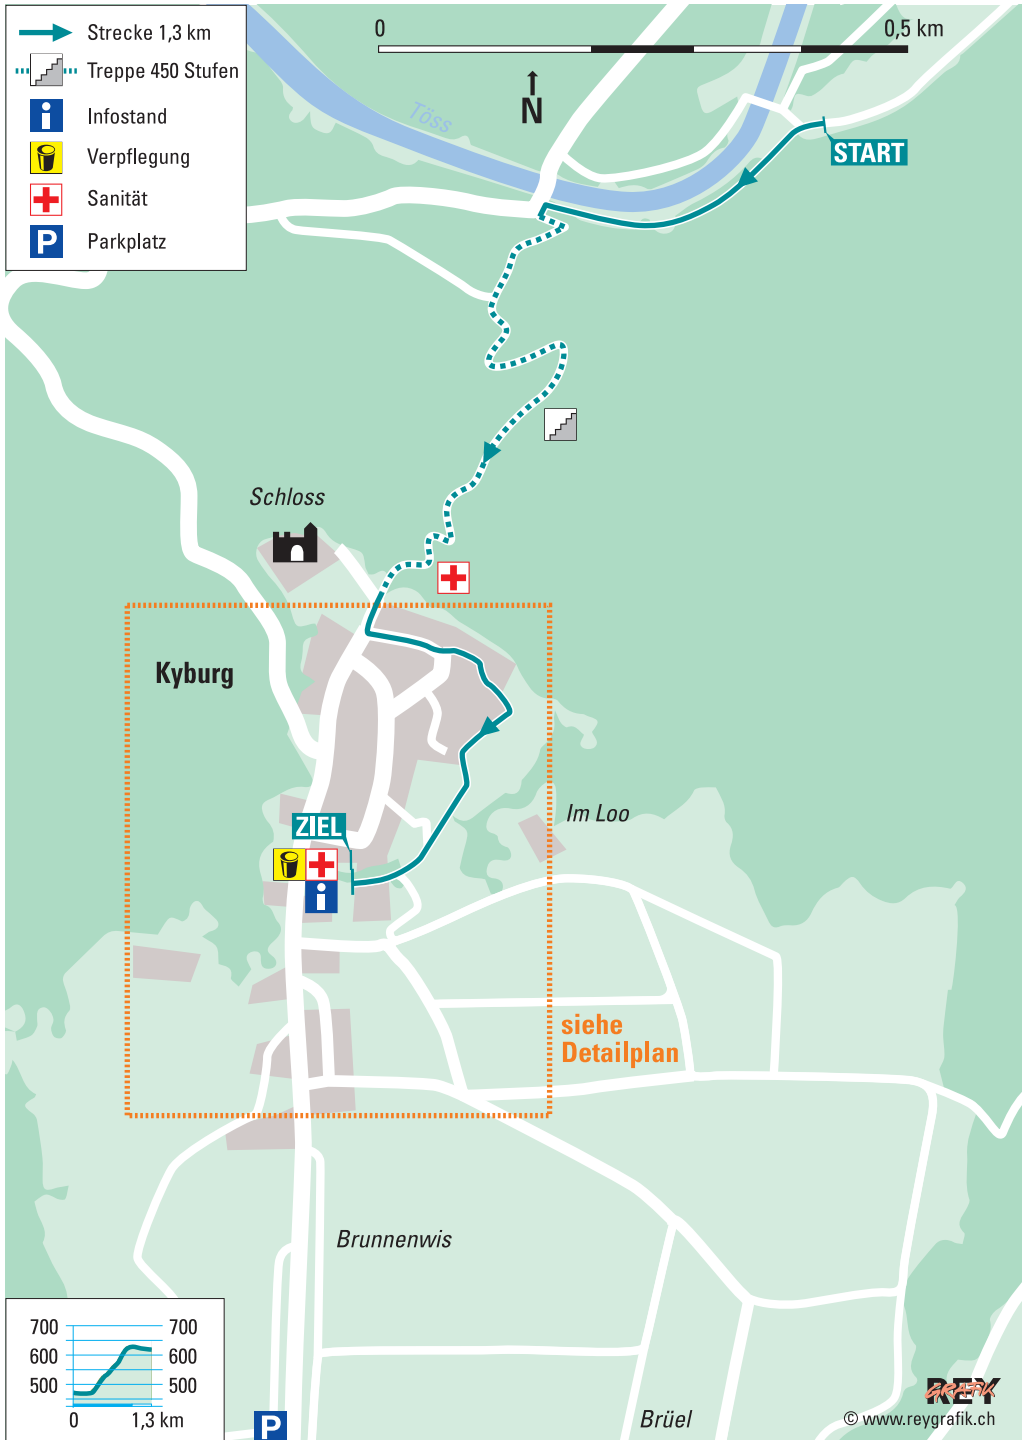 Strecke 1,3 km
Treppe 450 Stufen
i
Infostand
Verpflegung
Sanität
P
Parkplatz
0
0,5 km
N
Töss
START
Schloss
Kyburg
Im Loo
ZIEL
i
siehe
Detailplan
Brunnenwis
700
700
600
600
500
500
0
1,3 km
P
Brüel
REY
GRAFIK
© www.reygrafik.ch